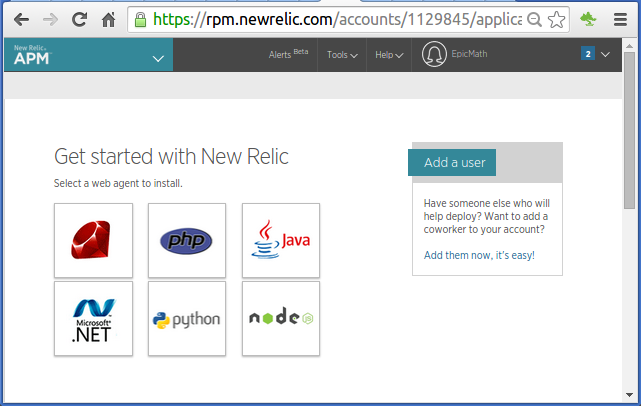 https://rpm.newrelic.com/accounts/1129845/applica
New Relic.
APM
Alerts Beta
Tools
Help
EpicMath
2
Get started with New Relic
Select a web agent to install.
Add a user
Have someone else who will
help deploy? Want to add a
coworker to your account?
Add them now, it's easy!
php
Java
Microsoft
.NET
python
node
JS